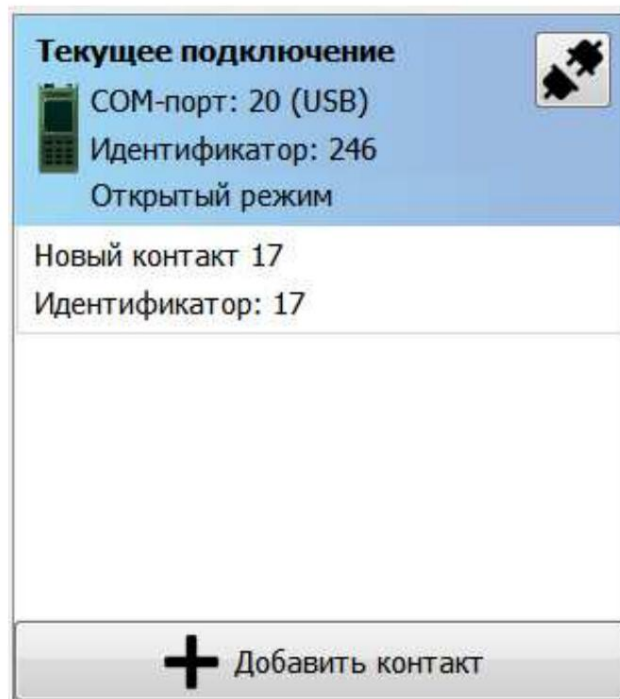 Текущее подключение
COM-порт: 20 (USB)
Идентификатор: 246
Открытый режим
Новый контакт 17
Идентификатор: 17
Добавить контакт